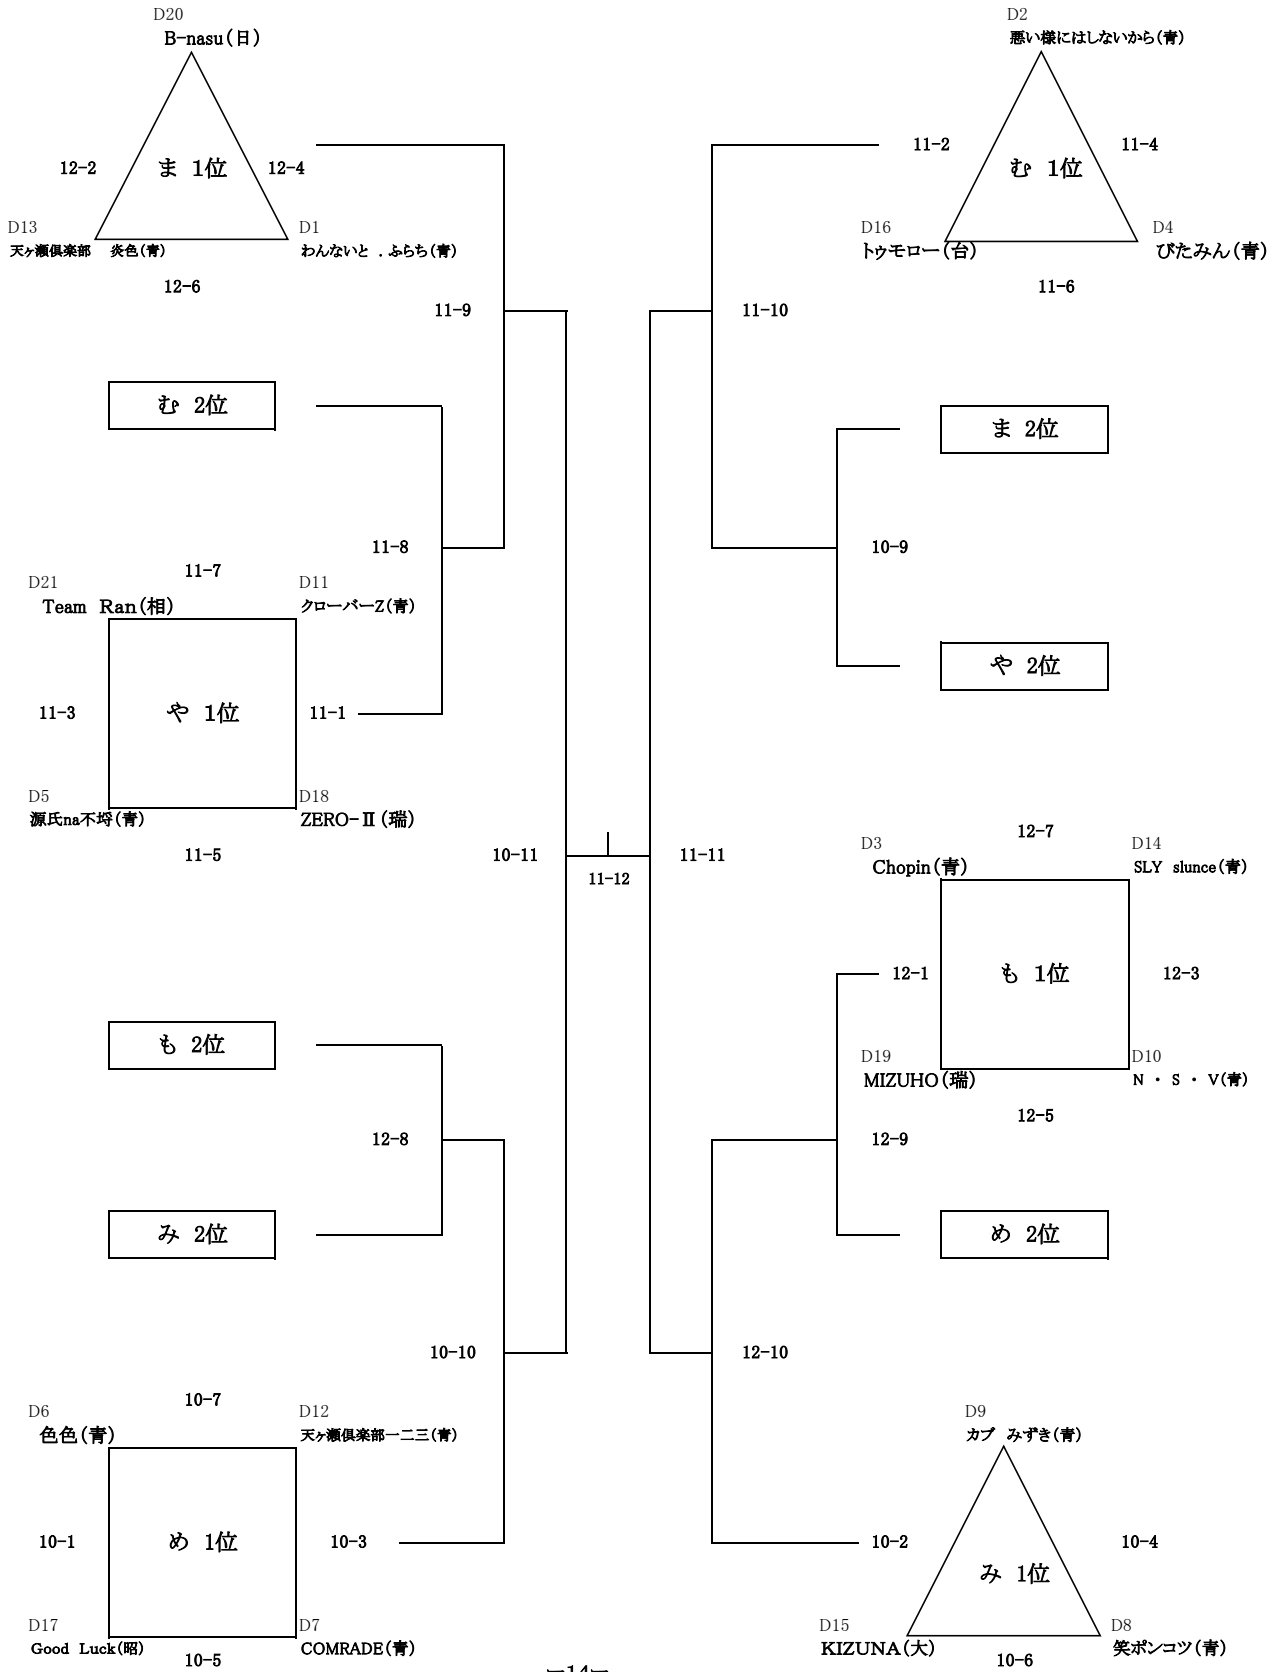 D20
B-nasu(日)
12-2
ま 1位
12-4
D13
天ヶ瀬倶楽部 炎色(青)
D1
わんないと . ふらち(青)
12-6
11-9
む 2位
11-8
11-7
D21
Team Ran(相)
D11
クローバーZ(青)
11-3
や 1位
11-1
D5
源氏na不埒(青)
D18
ZERO-Ⅱ(瑞)
11-5
10-11
11-12
も 2位
12-8
み 2位
10-10
10-7
D6
色色(青)
D12
天ヶ瀬倶楽部一二三(青)
10-1
め 1位
10-3
D17
Good Luck(昭)
D7
COMRADE(青)
10-5
D2
悪い様にはしないから(青)
11-2
む 1位
11-4
D16
トゥモロー(台)
D4
びたみん(青)
11-6
11-10
ま 2位
10-9
や 2位
11-11
12-7
D3
Chopin(青)
D14
SLY slunce(青)
12-1
も 1位
12-3
D19
MIZUHO(瑞)
D10
N ・ S ・ V(青)
12-5
12-9
め 2位
12-10
D9
カプ みずき(青)
10-2
み 1位
10-4
D15
KIZUNA(大)
D8
笑ポンコツ(青)
10-6
ー14ー